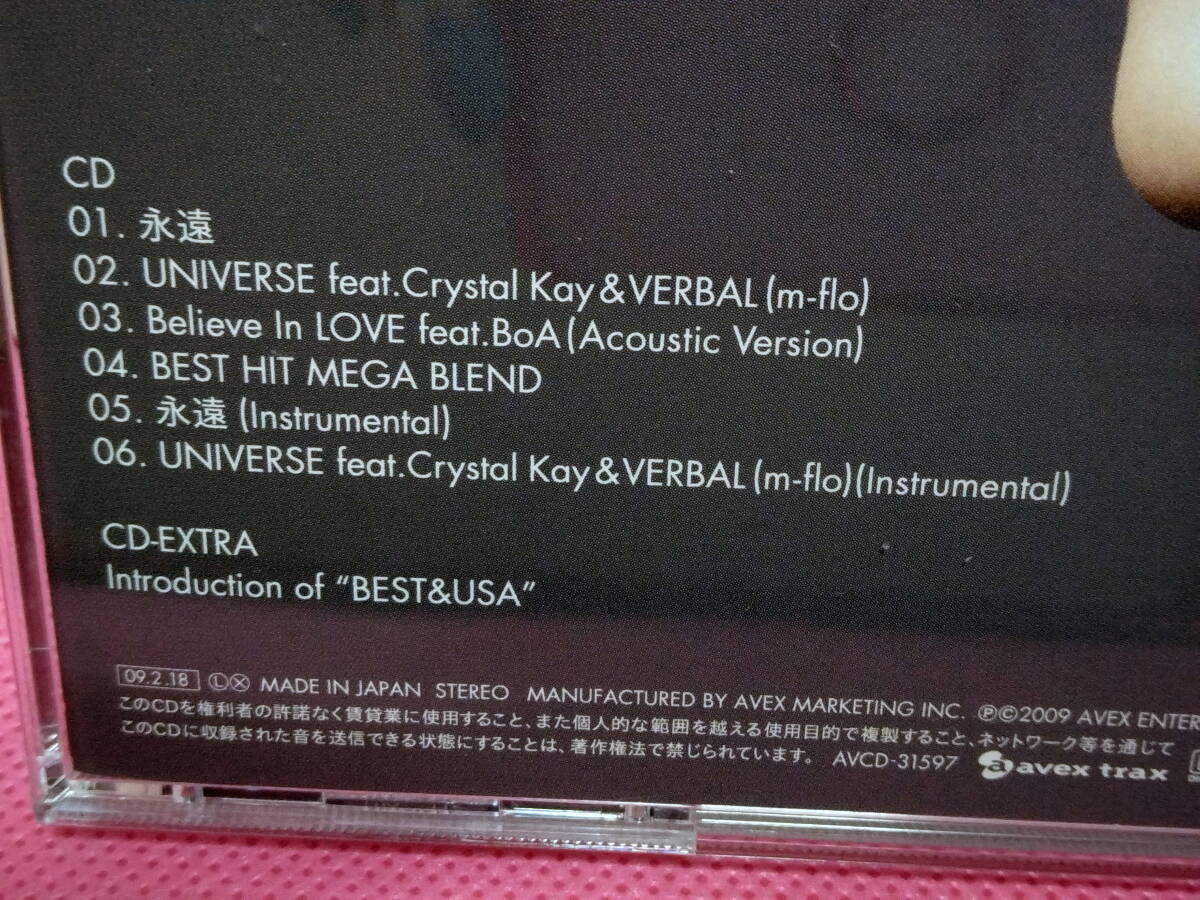 CD
01. 永遠
02. UNIVERSE feat.Crystal Kay&VERBAL (m-flo)
03. Believe In LOVE feat.BoA (Acoustic Version)
04. BEST HIT MEGA BLEND
05. 永遠 (Instrumental)
06. UNIVERSE feat.Crystal Kay&VERBAL (m-flo)(Instrumental)
CD-EXTRA
Introduction of “BEST&USA”
09.2.18 Ⓛⓧ MADE IN JAPAN STEREO MANUFACTURED BY AVEX MARKETING INC. ℗©2009 AVEX ENTER
このCDを権利者の許諾なく賃貸業に使用すること、また個人的な範囲を越える使用目的で複製すること、ネットワーク等を通じて
このCDに収録された音を送信できる状態にすることは、著作権法で禁じられています。 AVCD-31597 avex trax